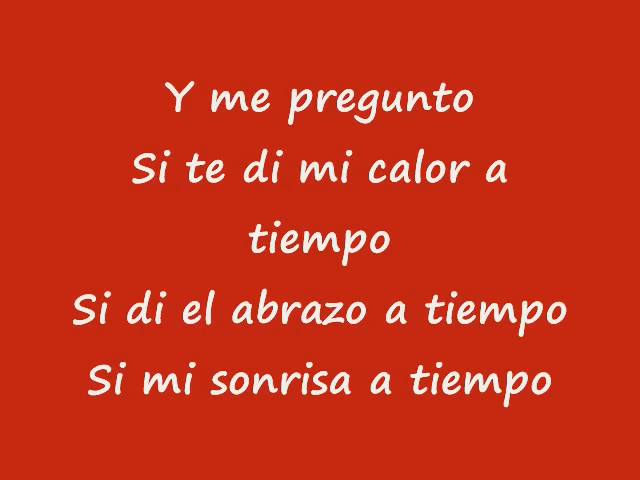 Y me pregunto
Si te di mi calor a
tiempo
Si di el abrazo a tiempo
Si mi sonrisa a tiempo